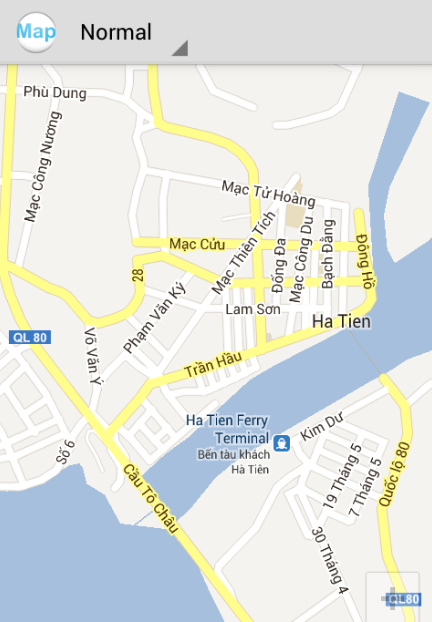 Map
Normal
Phù Dung
Mạc Công Nương
Mạc Tử Hoàng
Mạc Cửu
Mạc Thiên Tích
Đống Đa
Mạc Công Du
Bạch Đằng
Đông Hồ
28
Phạm Văn Ký
Lam Sơn
Ha Tien
QL 80
Võ Văn Ý
Trần Hầu
Ha Tien Ferry
Terminal
Bến tàu khách
Hà Tiên
Kim Dư
Số 6
Cầu Tô Châu
19 Tháng 5
7 Tháng 5
Quốc lộ 80
30 Tháng 4
QL80